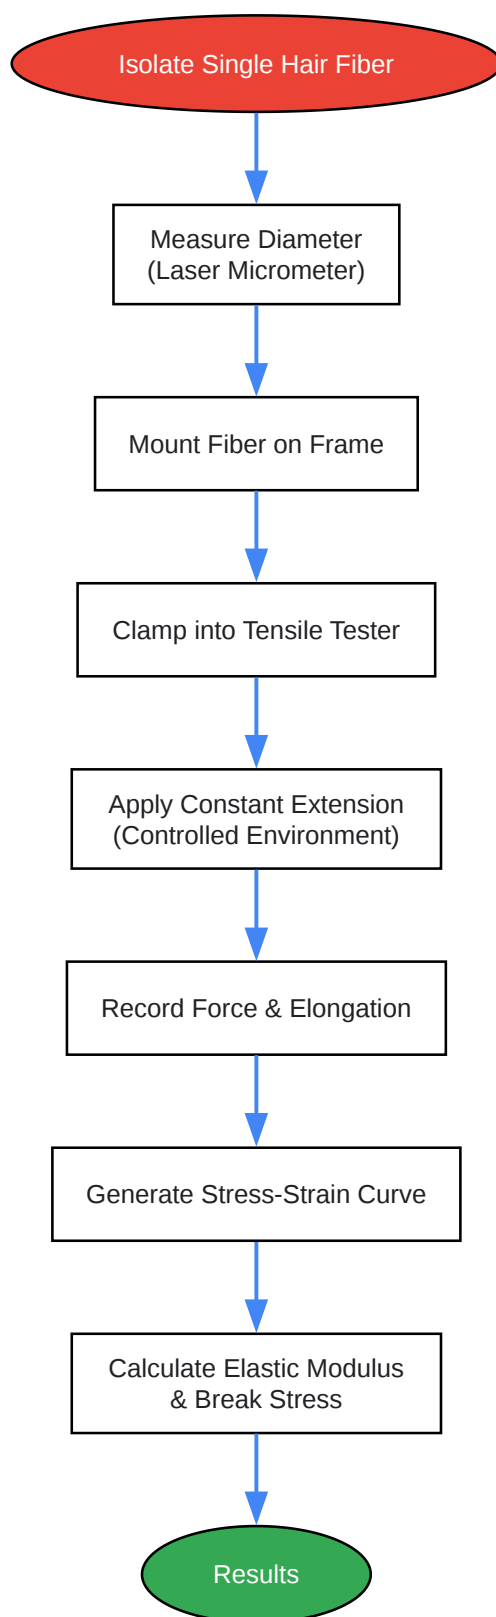 Isolate Single Hair Fiber
Measure Diameter
(Laser Micrometer)
Mount Fiber on Frame
Clamp into Tensile Tester
Apply Constant Extension
(Controlled Environment)
Record Force & Elongation
Generate Stress-Strain Curve
Calculate Elastic Modulus
& Break Stress
Results